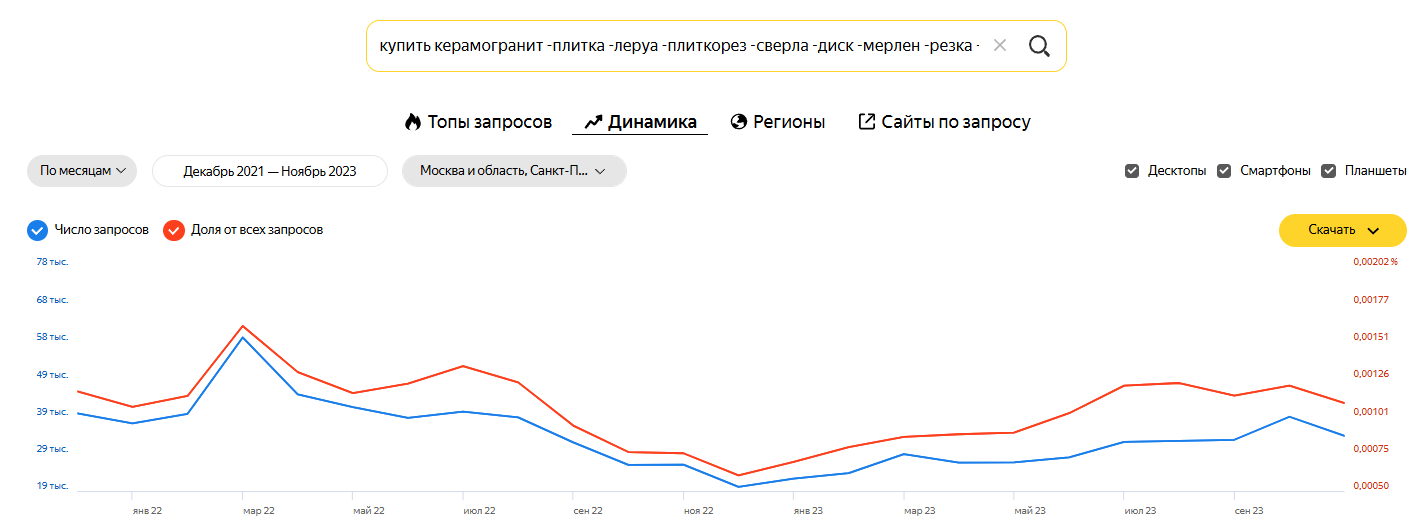 купить керамогранит -плитка -леруа -плиткорез -сверла -диск -мерлен -резка -
Топы запросов Динамика Регионы Сайты по запросу
По месяцам Декабрь 2021 — Ноябрь 2023 Москва и область, Санкт-П... Десктопы Смартфоны Планшеты
Число запросов Доля от всех запросов Скачать
78 тыс. 0,00202 %
68 тыс. 0,00177
58 тыс. 0,00151
49 тыс. 0,00126
39 тыс. 0,00101
29 тыс. 0,00075
19 тыс. 0,00050
янв 22 мар 22 май 22 июл 22 сен 22 ноя 22 янв 23 мар 23 май 23 июл 23 сен 23